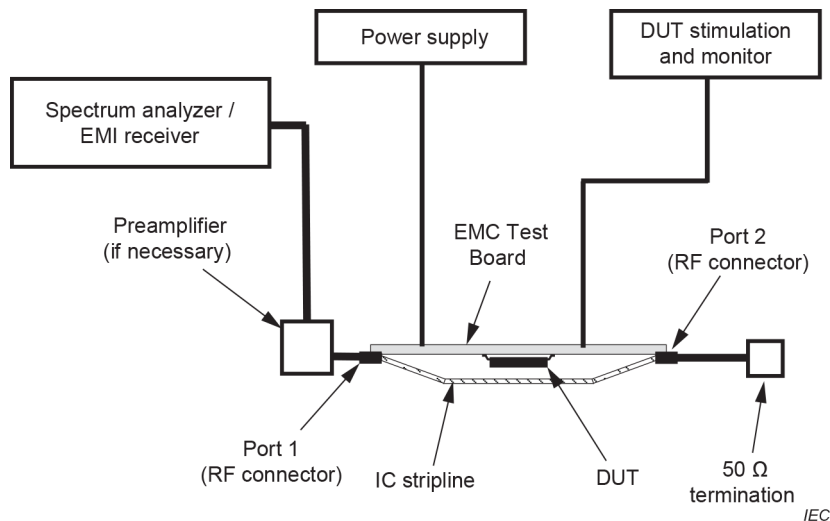 Power supply
DUT stimulation
and monitor
Spectrum analyzer /
EMI receiver
Preamplifier
(if necessary)
EMC Test
Board
Port 2
(RF connector)
Port 1
(RF connector)
IC stripline
DUT
50 Ω
termination
IEC